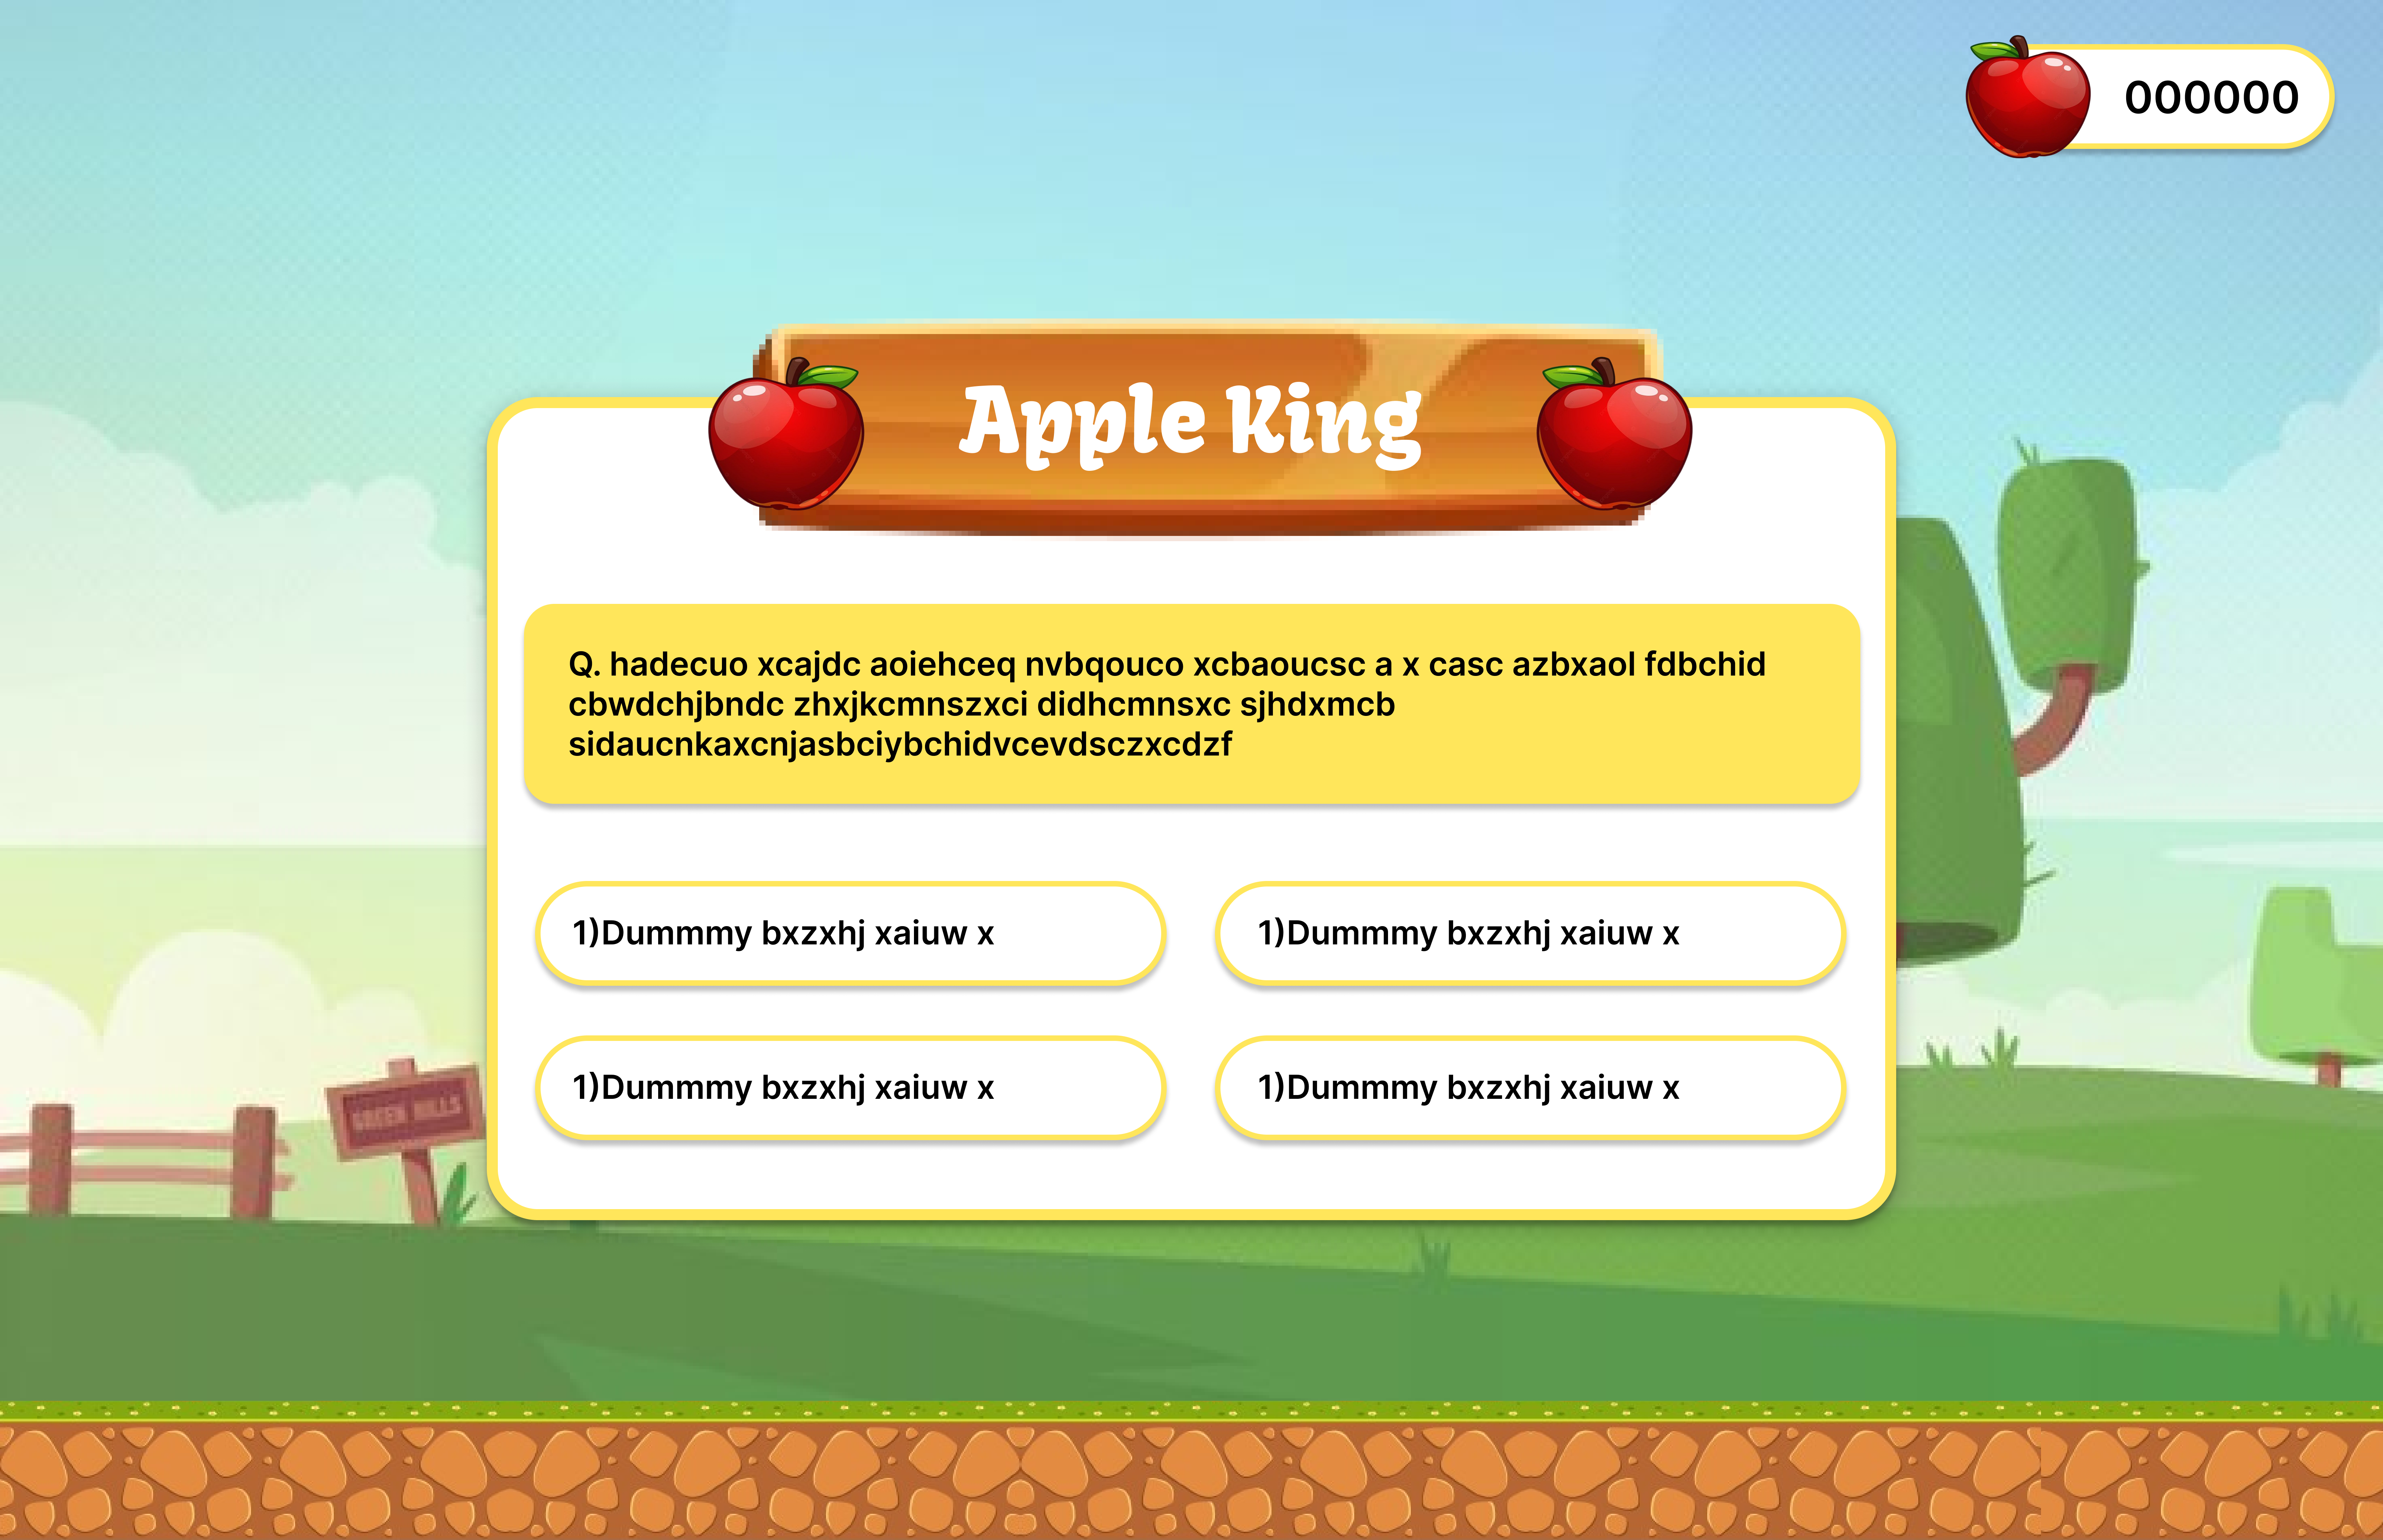 000000
Apple King
Q. hadecuo xcajdc aoiehceq nvbqouco xcbaoucsc a x casc azbxaol fdbchid
cbwdchjbndc zhxjkcmnszxci didhcmnsxc sjhdxmcb
sidaucnkaxcnjasbciybchidvcevdsczxcdzf
1)Dummmy bxzxhj xaiuw x
1)Dummmy bxzxhj xaiuw x
1)Dummmy bxzxhj xaiuw x
1)Dummmy bxzxhj xaiuw x
GREEN HILLS